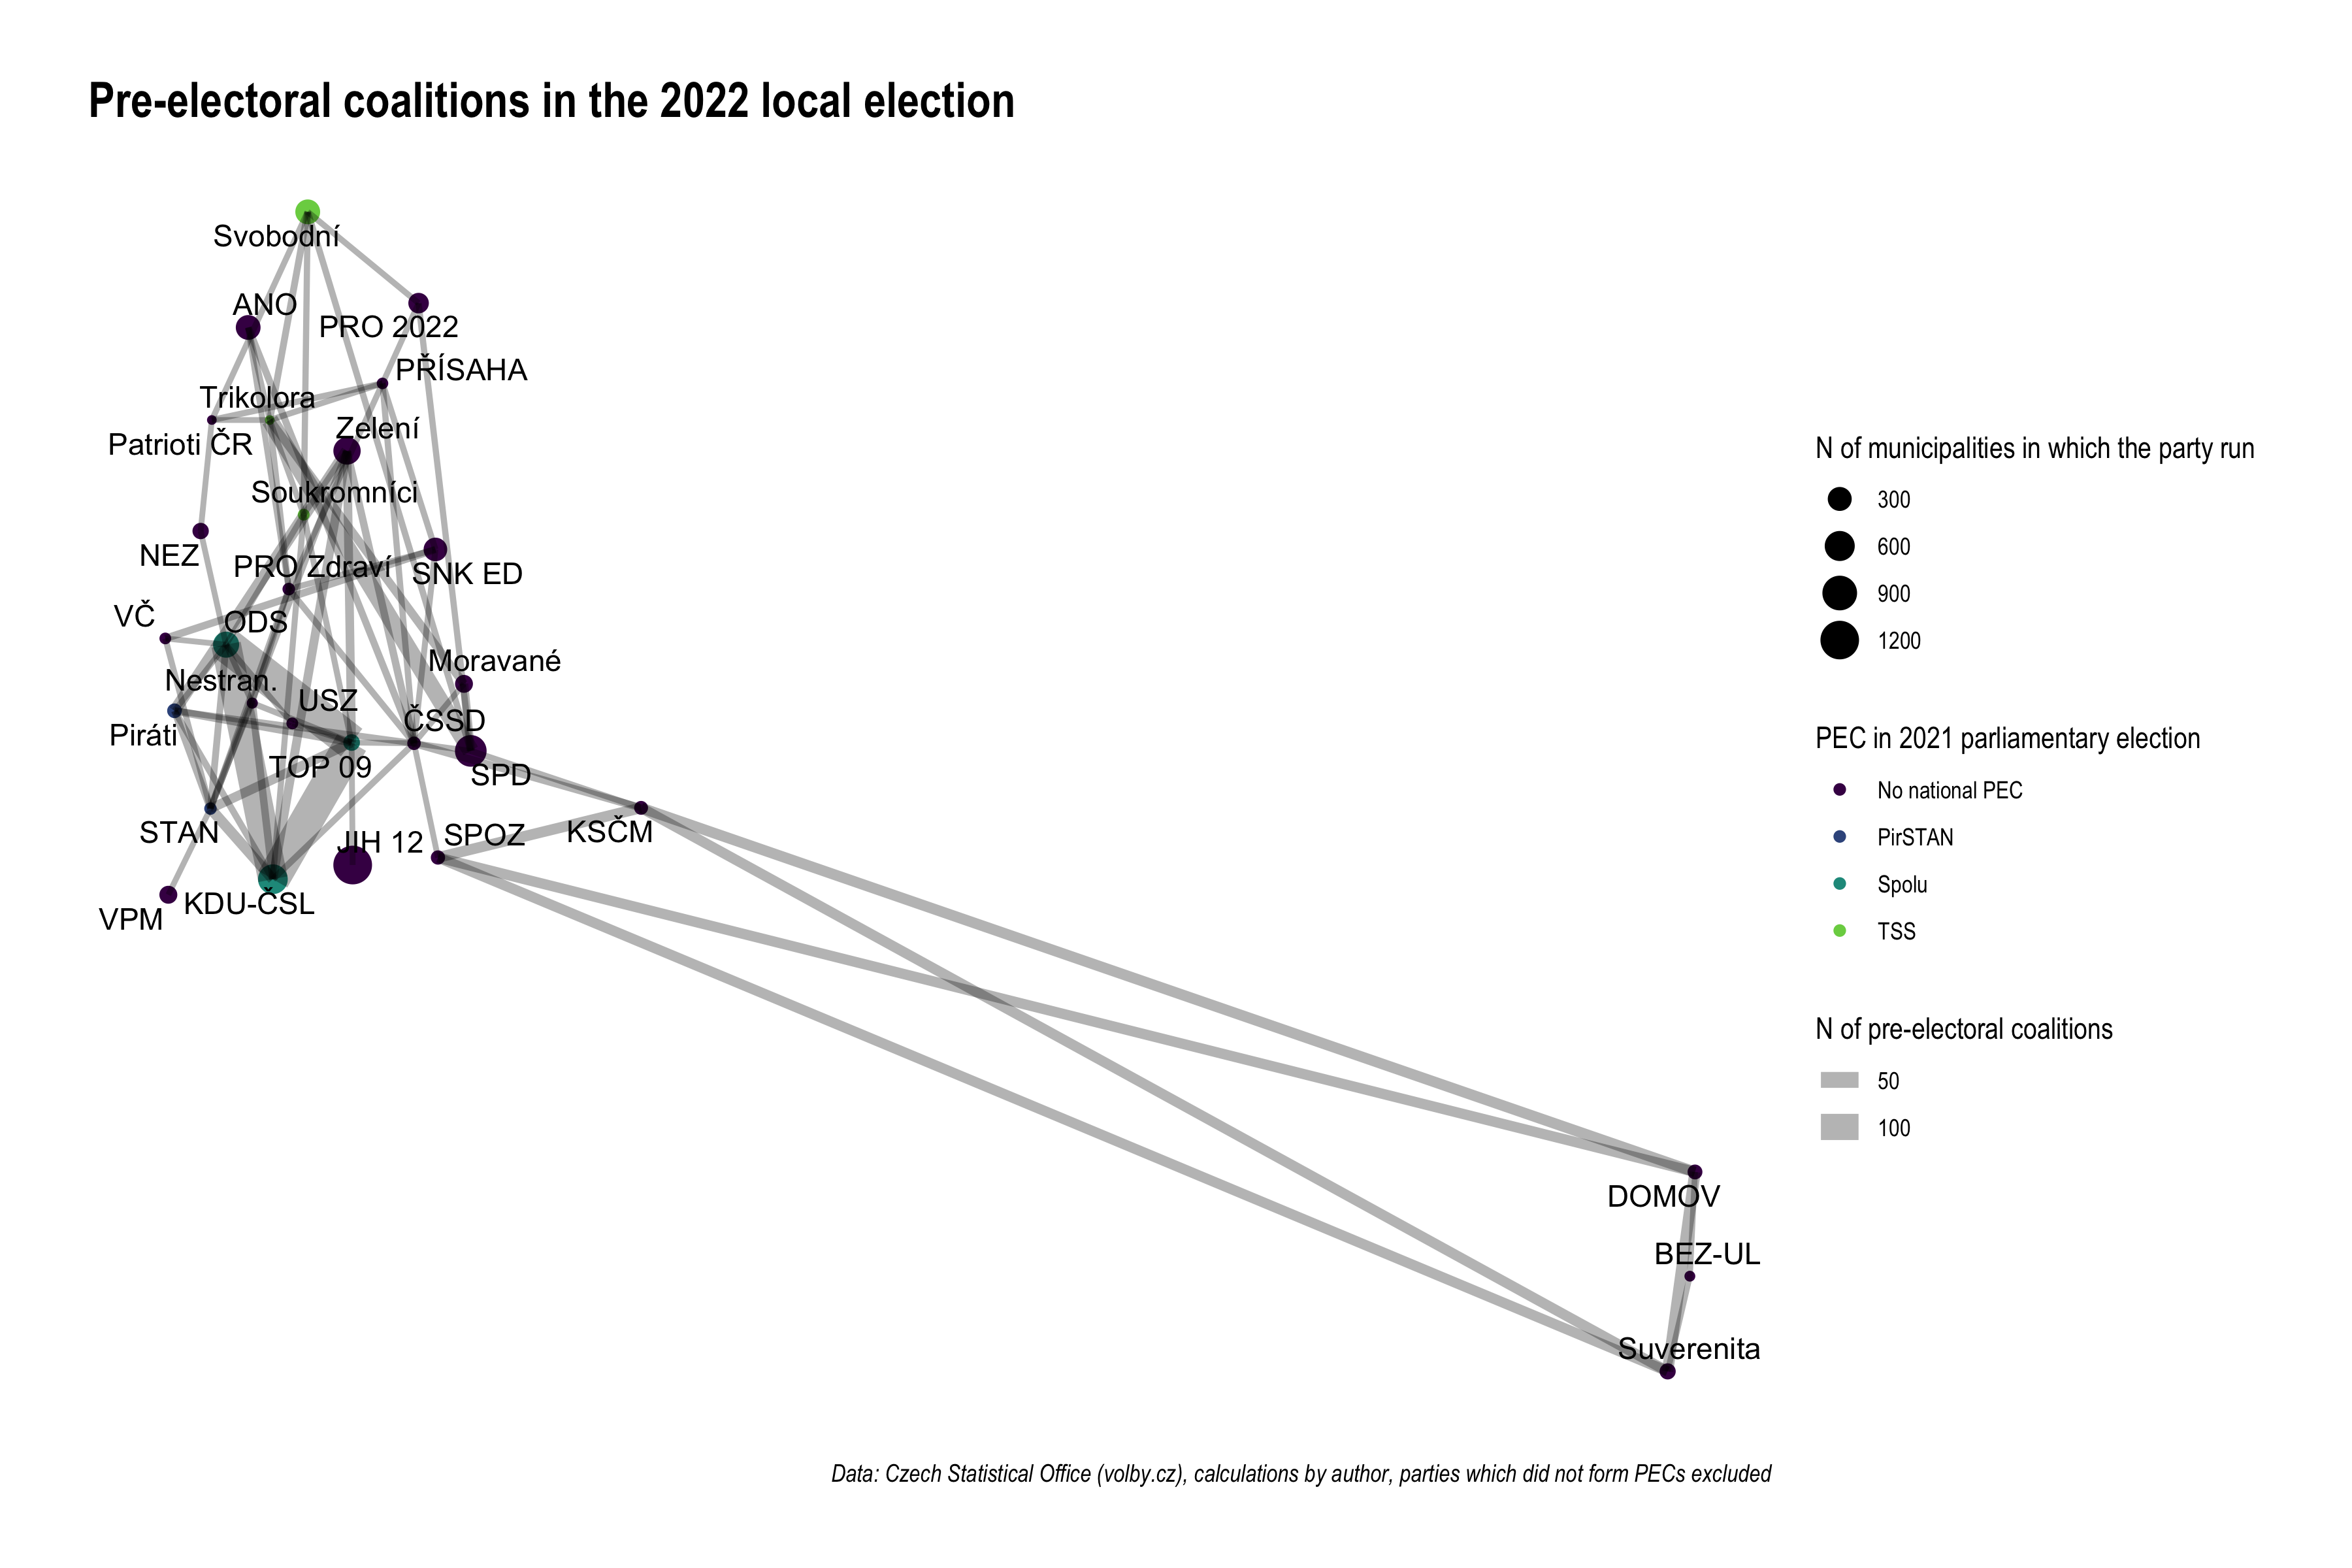 Pre-electoral coalitions in the 2022 local election
Svobodní
ANO
PRO 2022
PŘÍSAHA
Trikolora
Zelení
Patrioti ČR
Soukromníci
NEZ
PRO Zdraví
SNK ED
VČ
ODS
Moravané
Nestran.
USZ
ČSSD
Piráti
TOP 09
SPD
STAN
JIH 12
SPOZ
KSČM
KDU-ČSL
VPM
DOMOV
BEZ-UL
Suverenita
N of municipalities in which the party run
300
600
900
1200
PEC in 2021 parliamentary election
No national PEC
PirSTAN
Spolu
TSS
N of pre-electoral coalitions
50
100
Data: Czech Statistical Office (volby.cz), calculations by author, parties which did not form PECs excluded